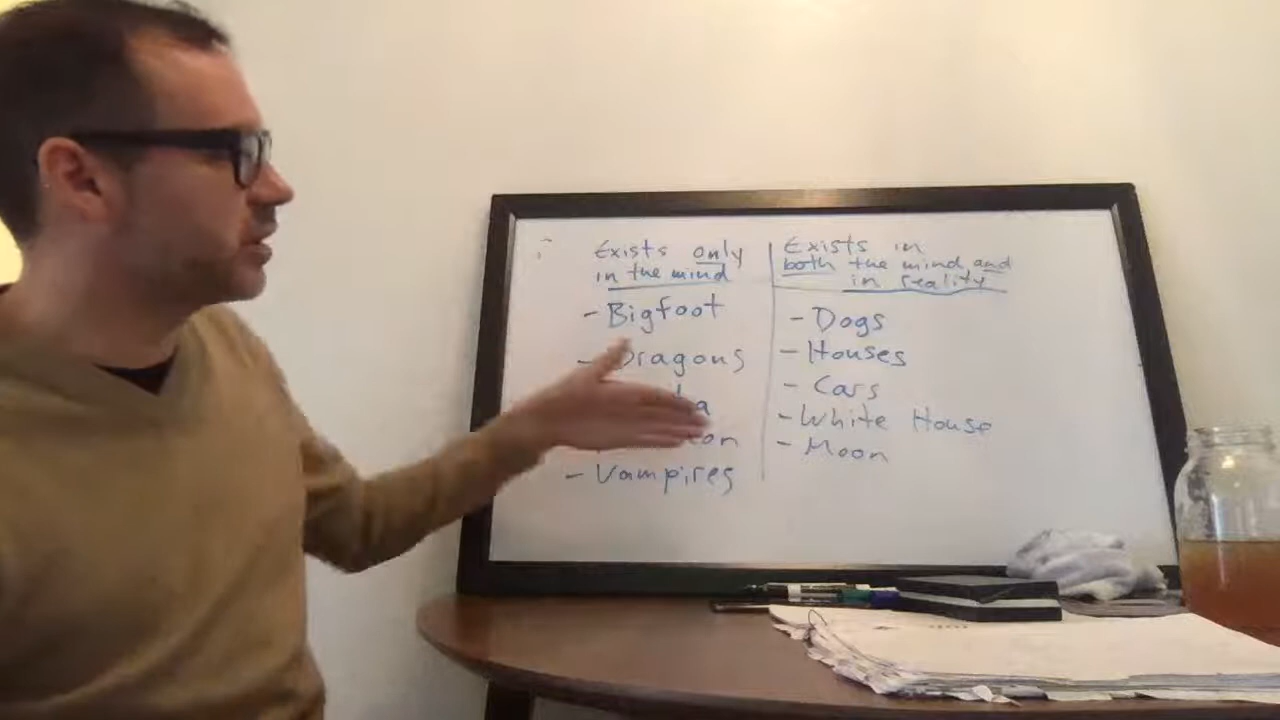 Exists only
in the mind
- Bigfoot
- Dragons
- Vampires
Exists in
both the mind and
in reality
- Dogs
- Houses
- Cars
- White House
- Moon